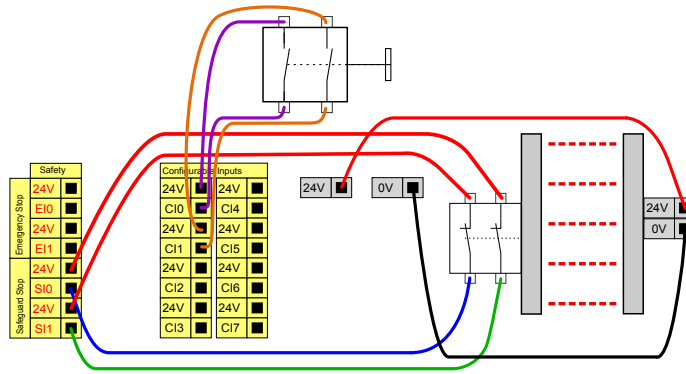 Safety
Emergency Stop
24V
EI0
24V
EI1
Safeguard Stop
24V
SI0
24V
SI1
Configurable Inputs
24V 24V
CI0 CI4
24V 24V
CI1 CI5
24V 24V
CI2 CI6
24V 24V
CI3 CI7
24V 0V
24V
0V